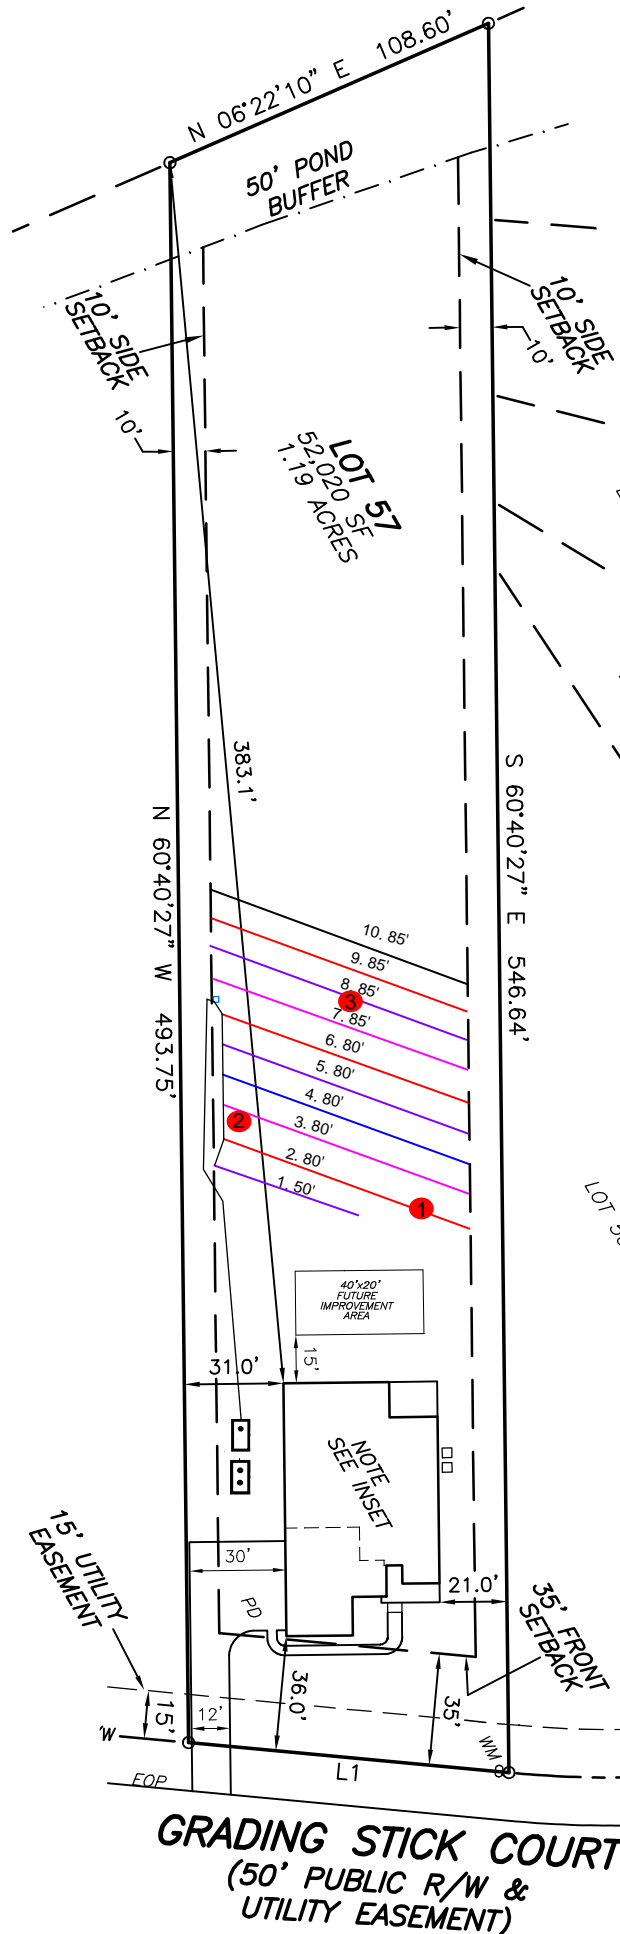 N 06°22'10" E 108.60'
50' POND
BUFFER
10' SIDE
SETBACK
10'
10' SIDE
SETBACK
10'
LOT 57
52,020 SF
1.19 ACRES
383.1'
N 60°40'27" W 493.75'
S 60°40'27" E 546.64'
10. 85'
9. 85'
8. 85'
3
7. 85'
6. 80'
5. 80'
4. 80'
3. 80'
2
2. 80'
1. 50'
1
LOT
40'x20'
FUTURE
IMPROVEMENT
AREA
15'
31.0'
NOTE
SEE INSET
15' UTILITY
EASEMENT
30'
PD
21.0'
35' FRONT
SETBACK
36.0'
35'
15'
12'
'W
WM
L1
EOP
GRADING STICK COURT
(50' PUBLIC R/W &
UTILITY EASEMENT)